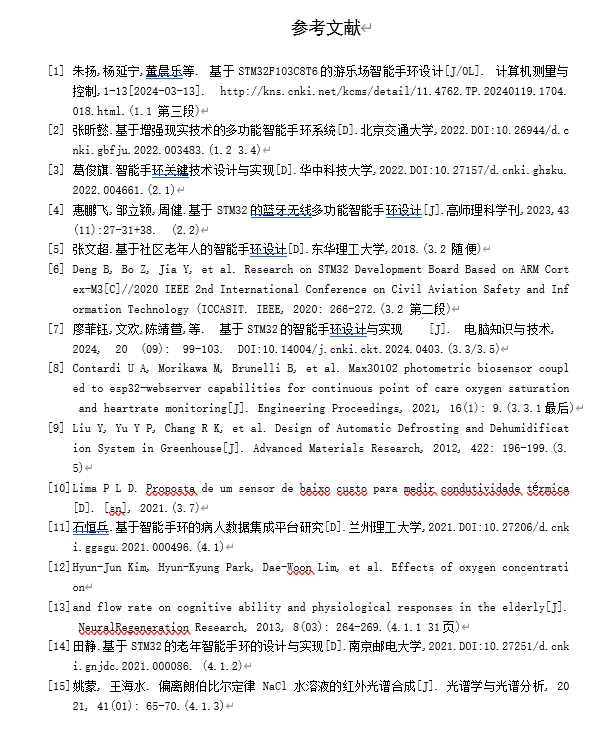 参考文献
[1] 朱扬,杨延宁,董晨乐等. 基于 STM32F103C8T6 的游乐场智能手环设计[J/OL]. 计算机测量与
控制,1-13[2024-03-13]. http://kns.cnki.net/kcms/detail/11.4762.TP.20240119.1704.
018.html.(1.1 第三段)
[2] 张昕懿.基于增强现实技术的多功能智能手环系统[D].北京交通大学,2022.DOI:10.26944/d.c
nki.gbfju.2022.003483.(1.2 3.4)
[3] 葛俊旗.智能手环关键技术设计与实现[D].华中科技大学,2022.DOI:10.27157/d.cnki.ghzku.
2022.004661.(2.1)
[4] 惠鹏飞,邹立颖,周健.基于 STM32 的蓝牙无线多功能智能手环设计[J].高师理科学刊,2023,43
(11):27-31+38. (2.2)
[5] 张文超.基于社区老年人的智能手环设计[D].东华理工大学,2018.(3.2 随便)
[6] Deng B, Bo Z, Jia Y, et al. Research on STM32 Development Board Based on ARM Cort
ex-M3[C]//2020 IEEE 2nd International Conference on Civil Aviation Safety and Inf
ormation Technology (ICCASIT. IEEE, 2020: 266-272.(3.2 第二段)
[7] 廖菲钰,文欢,陈清萱,等. 基于 STM32 的智能手环设计与实现 [J]. 电脑知识与技术,
2024, 20 (09): 99-103. DOI:10.14004/j.cnki.ckt.2024.0403.(3.3/3.5)
[8] Contardi U A, Morikawa M, Brunelli B, et al. Max30102 photometric biosensor coupl
ed to esp32-webserver capabilities for continuous point of care oxygen saturation
and heartrate monitoring[J]. Engineering Proceedings, 2021, 16(1): 9.(3.3.1 最后)
[9] Liu Y, Yu Y P, Chang R K, et al. Design of Automatic Defrosting and Dehumidificat
ion System in Greenhouse[J]. Advanced Materials Research, 2012, 422: 196-199.(3.
5)
[10] Lima P L D. Proposta de um sensor de baixo custo para medir condutividade térmica
[D]. [sn], 2021.(3.7)
[11] 石恒兵.基于智能手环的病人数据集成平台研究[D].兰州理工大学,2021.DOI:10.27206/d.cnk
i.ggsgu.2021.000496.(4.1)
[12] Hyun-Jun Kim, Hyun-Kyung Park, Dae-Woon Lim, et al. Effects of oxygen concentrati
on
[13] and flow rate on cognitive ability and physiological responses in the elderly[J].
NeuralRegeneration Research, 2013, 8(03): 264-269.(4.1.1 31 页)
[14] 田静.基于 STM32 的老年智能手环的设计与实现[D].南京邮电大学,2021.DOI:10.27251/d.cnk
i.gnjdc.2021.000086. (4.1.2)
[15] 姚蒙, 王海水. 偏离朗伯比尔定律 NaCl 水溶液的红外光谱合成[J]. 光谱学与光谱分析, 20
21, 41(01): 65-70.(4.1.3)